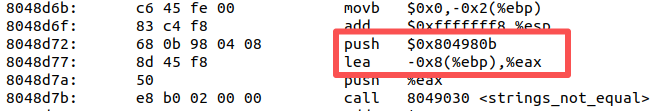 8048d6b: c6 45 fe 00 movb $0x0,-0x2(%ebp)
8048d6f: 83 c4 f8 add $0xfffffff8,%esp
8048d72: 68 0b 98 04 08 push $0x804980b
8048d77: 8d 45 f8 lea -0x8(%ebp),%eax
8048d7a: 50 push %eax
8048d7b: e8 b0 02 00 00 call 8049030 <strings_not_equal>